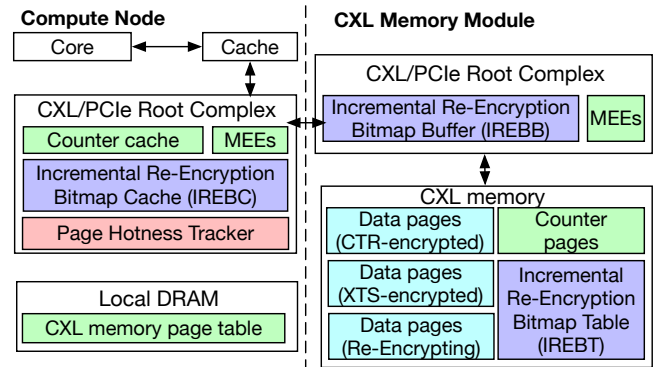 Compute Node
Core
Cache
CXL/PCIe Root Complex
Counter cache
MEEs
Incremental Re-Encryption
Bitmap Cache (IREBC)
Page Hotness Tracker
Local DRAM
CXL memory page table
CXL Memory Module
CXL/PCIe Root Complex
Incremental Re-Encryption
Bitmap Buffer (IREBB)
MEEs
CXL memory
Data pages
(CTR-encrypted)
Counter
pages
Data pages
(XTS-encrypted)
Data pages
(Re-Encrypting)
Incremental
Re-Encryption
Bitmap Table
(IREBT)